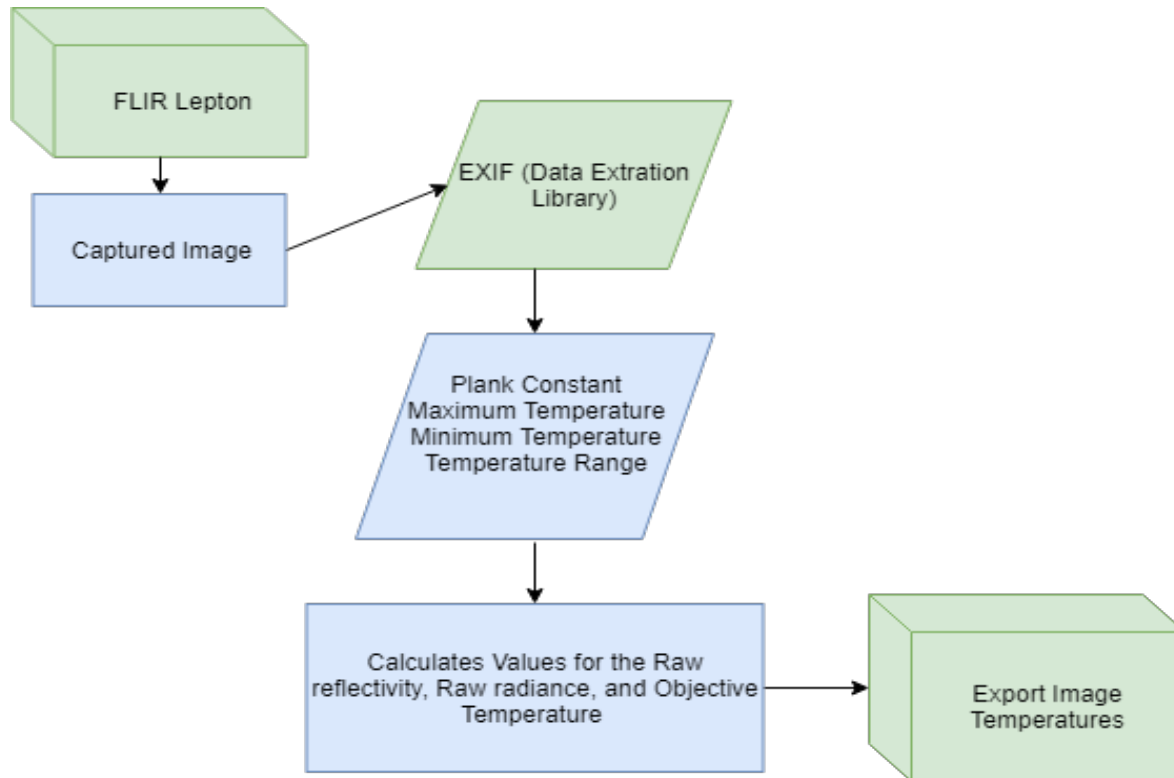 FLIR Lepton
Captured Image
EXIF (Data Extration
Library)
Plank Constant
Maximum Temperature
Minimum Temperature
Temperature Range
Calculates Values for the Raw
reflectivity, Raw radiance, and Objective
Temperature
Export Image
Temperatures